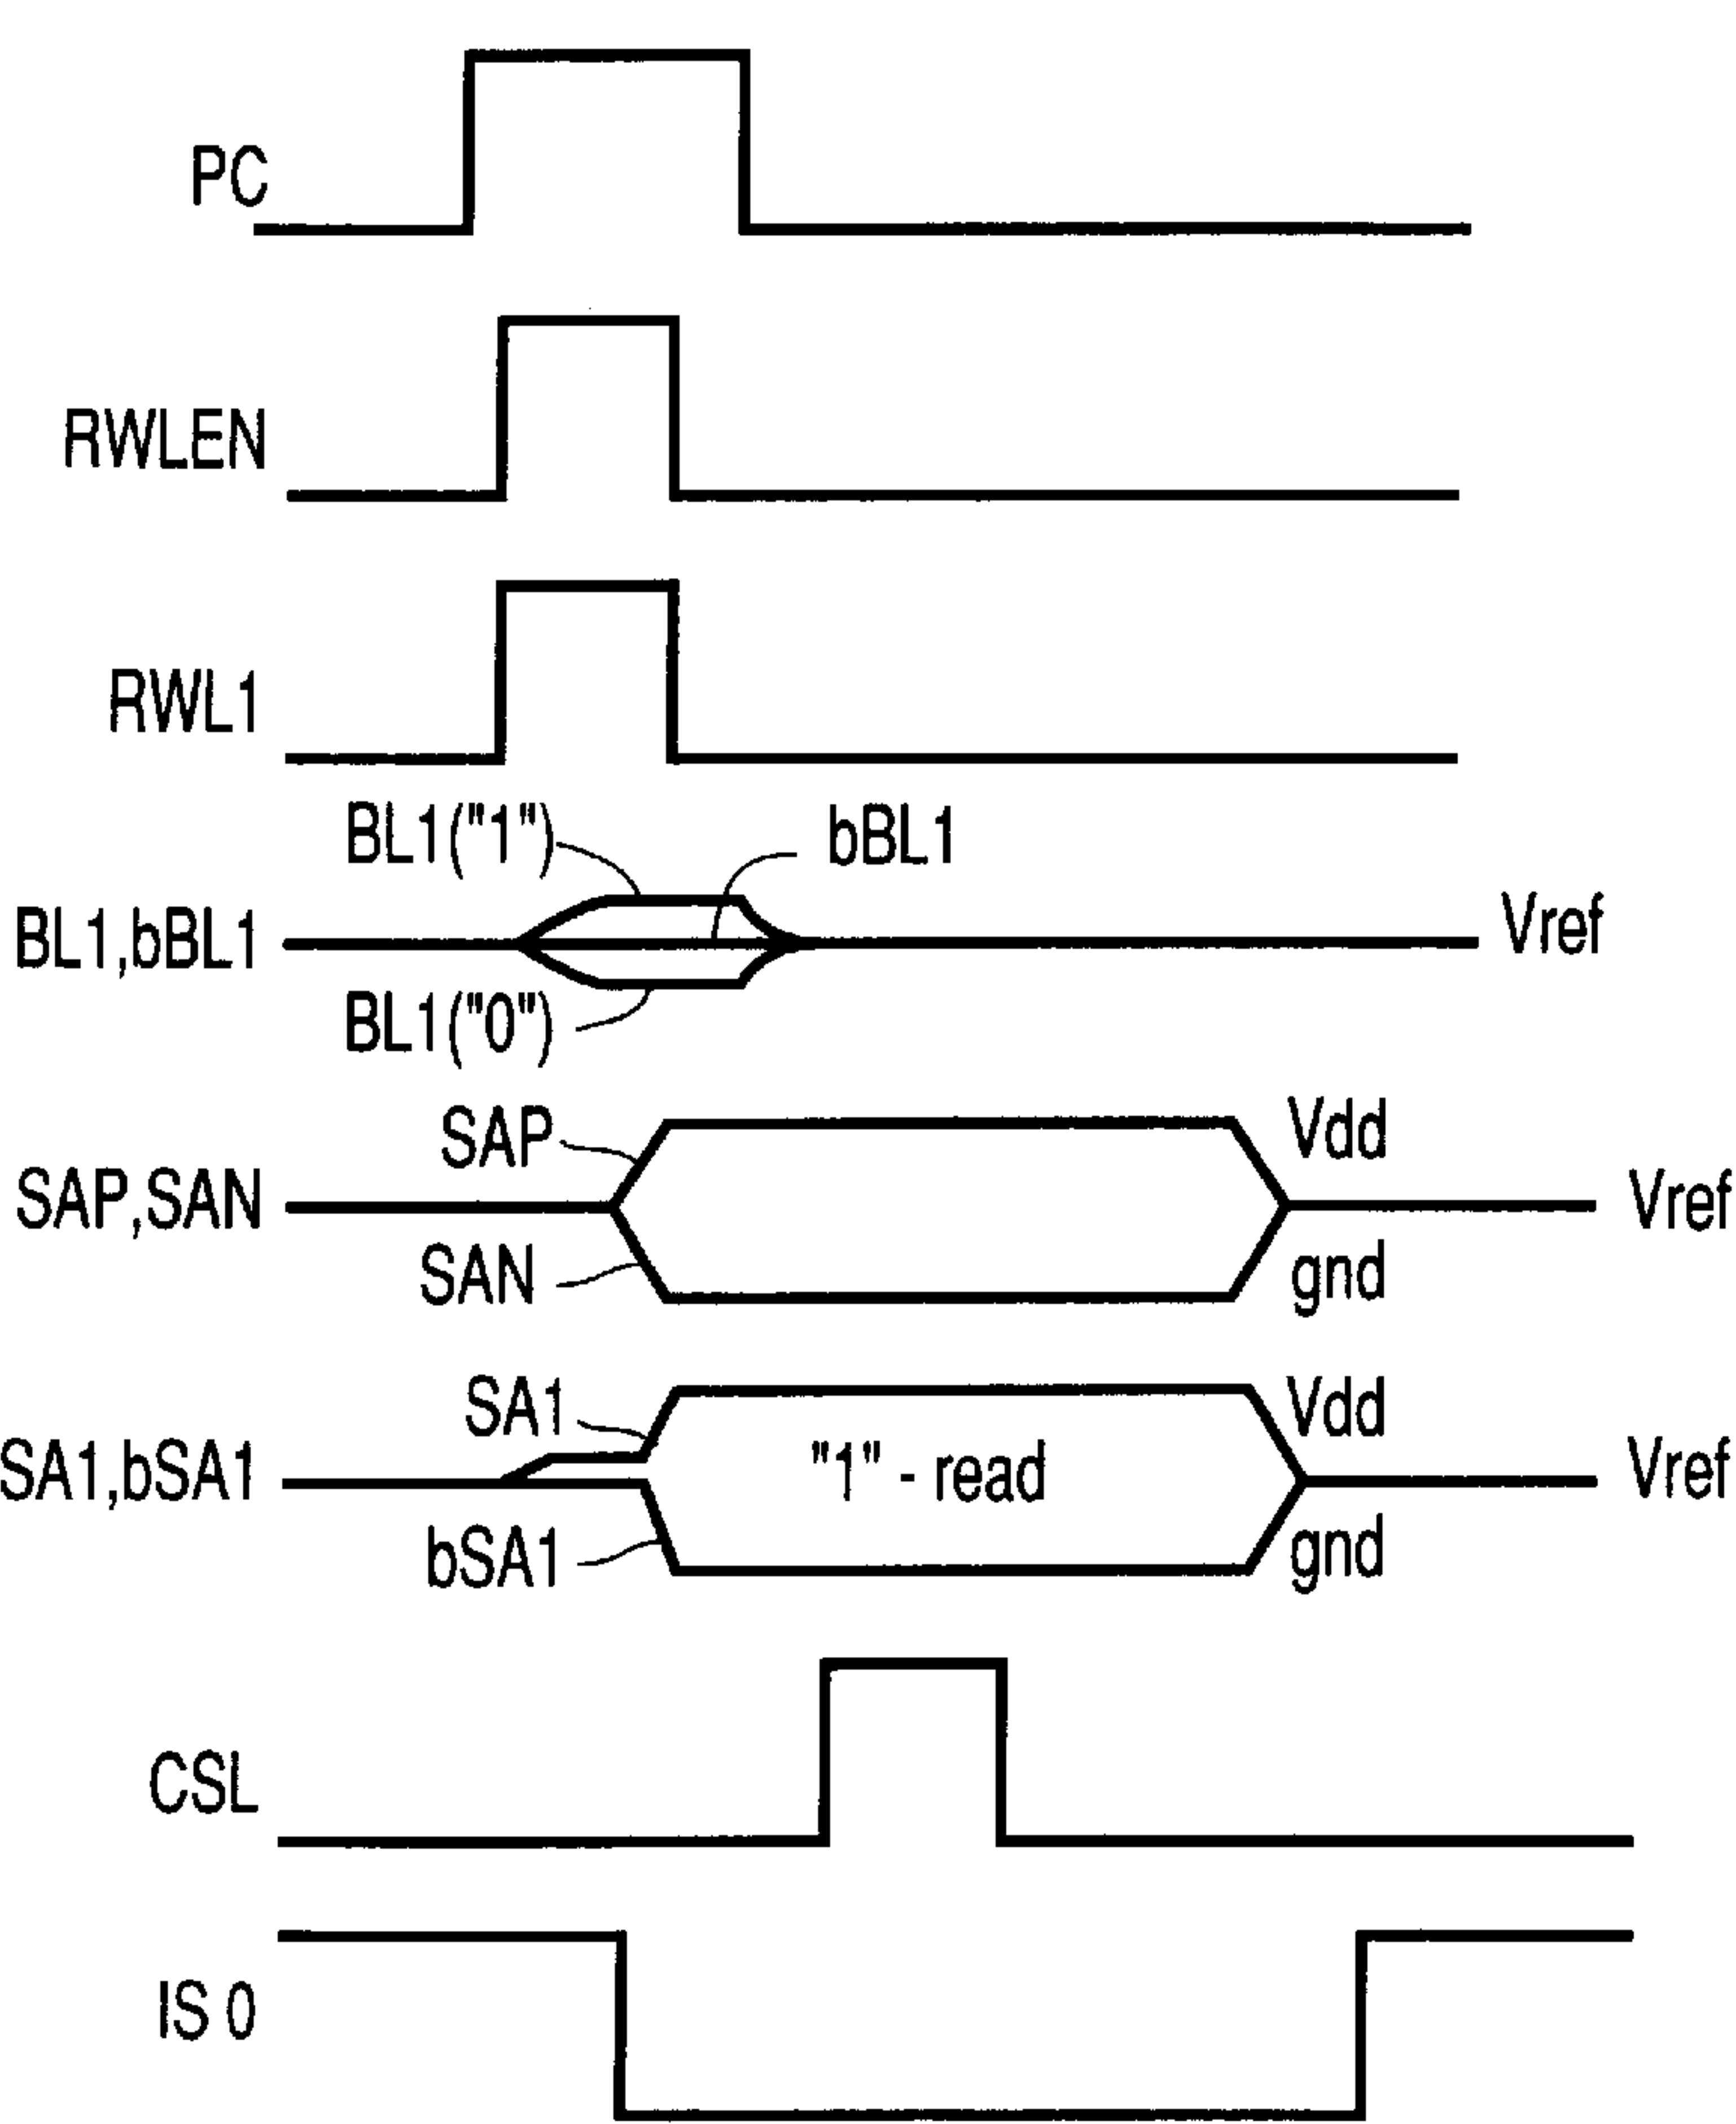 PC
RWLEN
RWL1
BL1("1")
bBL1
BL1,bBL1
Vref
BL1("0")
SAP
Vdd
SAP,SAN
Vref
SAN
gnd
SA1
Vdd
SA1,bSA1
"1" - read
Vref
bSA1
gnd
CSL
IS 0